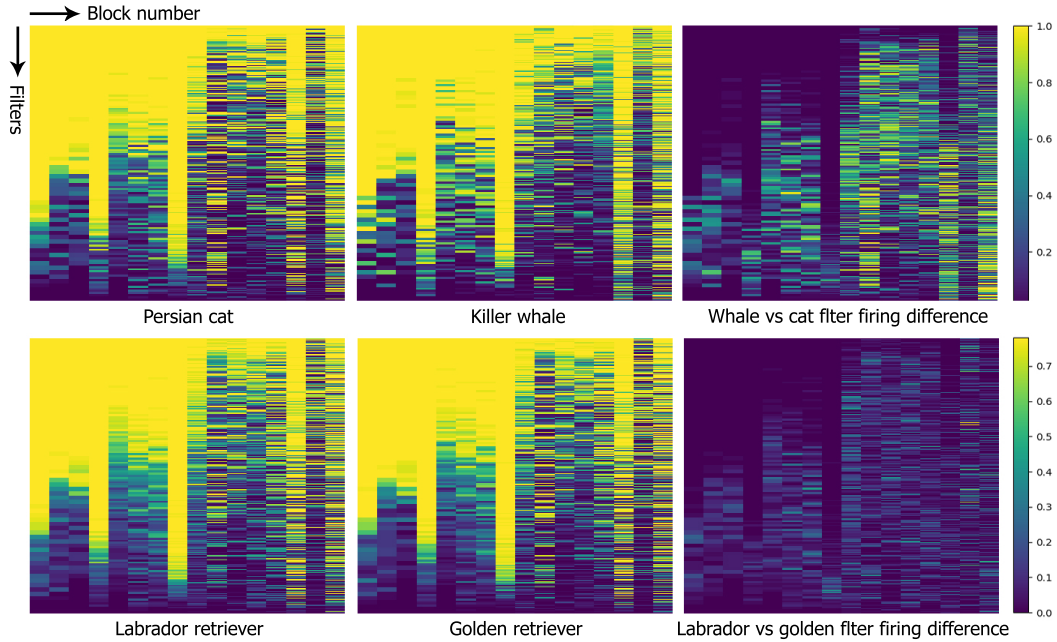 Block number
Filters
1.0
0.8
0.6
0.4
0.2
Persian cat
Killer whale
Whale vs cat flter firing difference
0.7
0.6
0.5
0.4
0.3
0.2
0.1
0.0
Labrador retriever
Golden retriever
Labrador vs golden flter firing difference